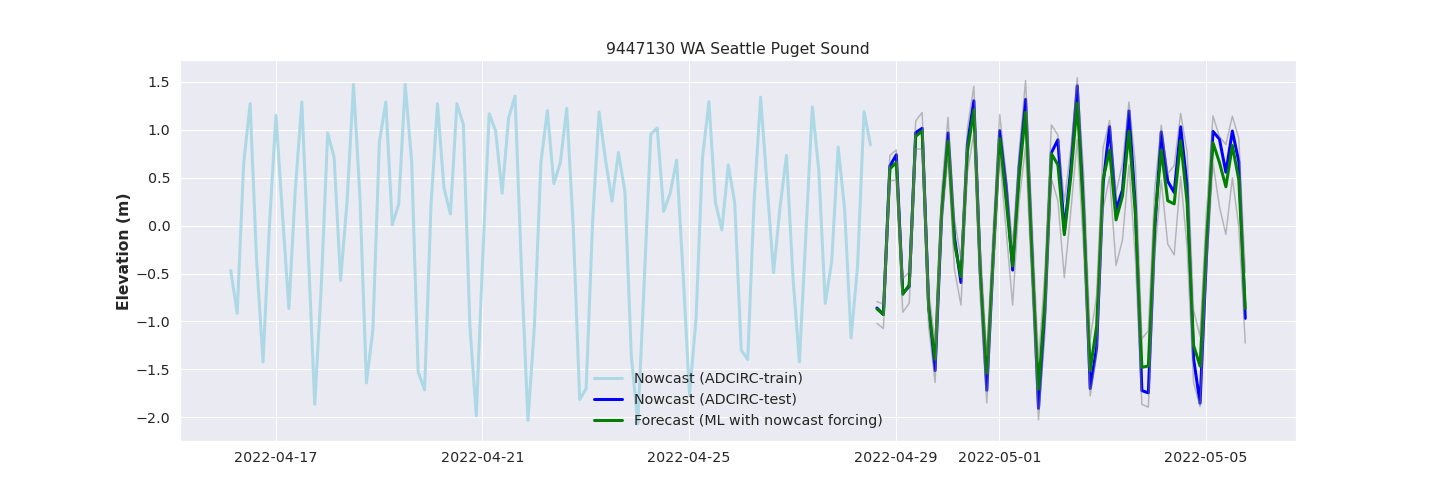 9447130 WA Seattle Puget Sound
Elevation (m)
1.5
1.0
0.5
0.0
−0.5
−1.0
−1.5
−2.0
Nowcast (ADCIRC-train)
Nowcast (ADCIRC-test)
Forecast (ML with nowcast forcing)
2022-04-17 2022-04-21 2022-04-25 2022-04-29 2022-05-01 2022-05-05